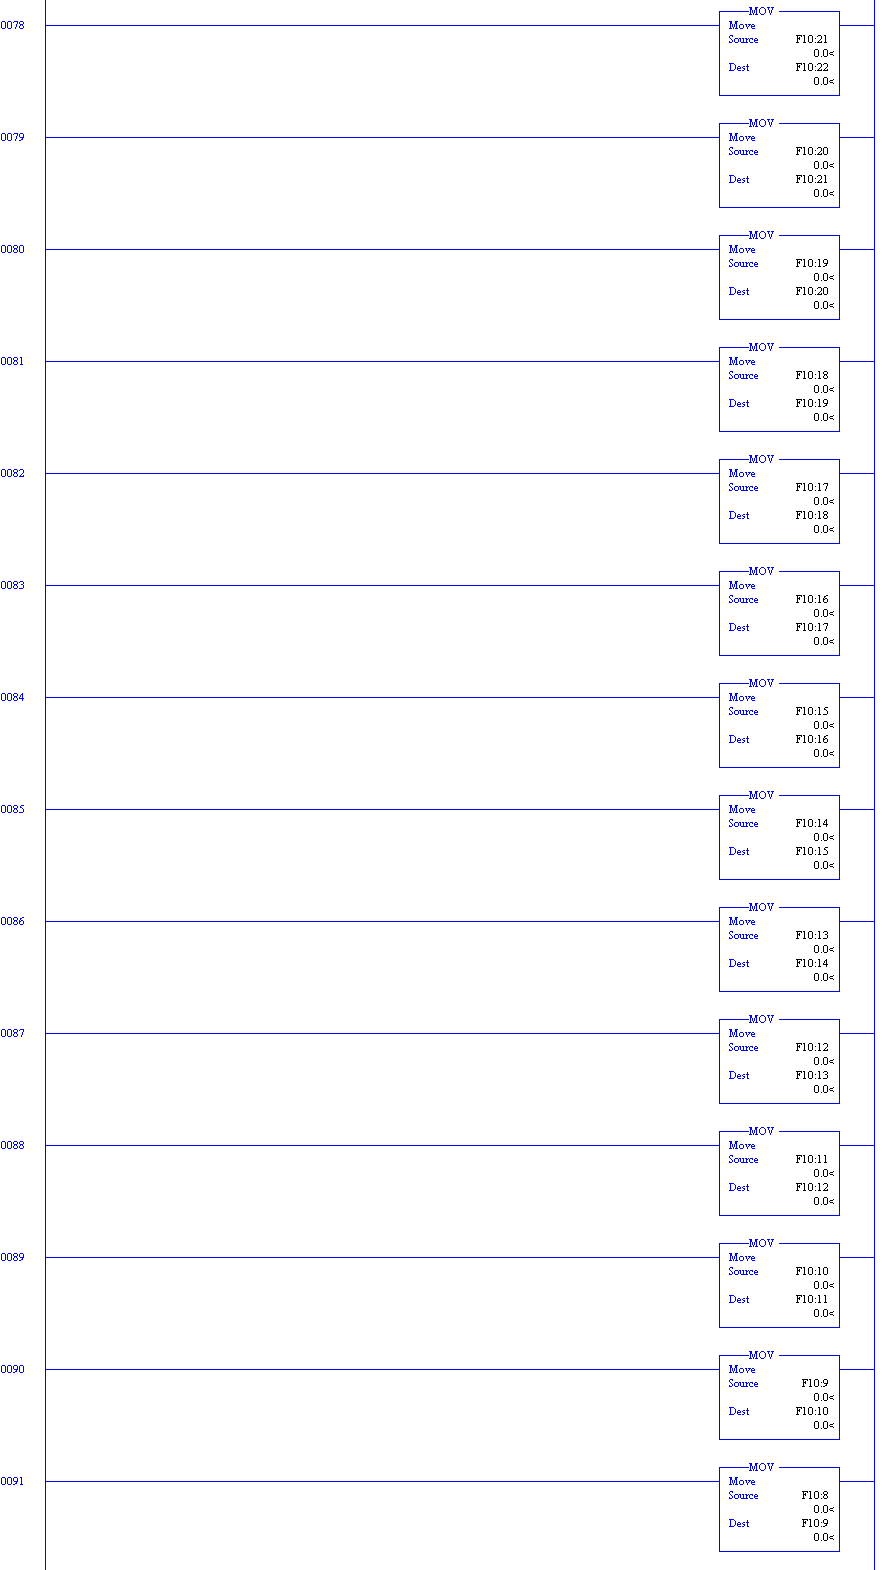 0078
MOV
Move
Source F10:21
0.0<
Dest F10:22
0.0<
0079
MOV
Move
Source F10:20
0.0<
Dest F10:21
0.0<
0080
MOV
Move
Source F10:19
0.0<
Dest F10:20
0.0<
0081
MOV
Move
Source F10:18
0.0<
Dest F10:19
0.0<
0082
MOV
Move
Source F10:17
0.0<
Dest F10:18
0.0<
0083
MOV
Move
Source F10:16
0.0<
Dest F10:17
0.0<
0084
MOV
Move
Source F10:15
0.0<
Dest F10:16
0.0<
0085
MOV
Move
Source F10:14
0.0<
Dest F10:15
0.0<
0086
MOV
Move
Source F10:13
0.0<
Dest F10:14
0.0<
0087
MOV
Move
Source F10:12
0.0<
Dest F10:13
0.0<
0088
MOV
Move
Source F10:11
0.0<
Dest F10:12
0.0<
0089
MOV
Move
Source F10:10
0.0<
Dest F10:11
0.0<
0090
MOV
Move
Source F10:9
0.0<
Dest F10:10
0.0<
0091
MOV
Move
Source F10:8
0.0<
Dest F10:9
0.0<